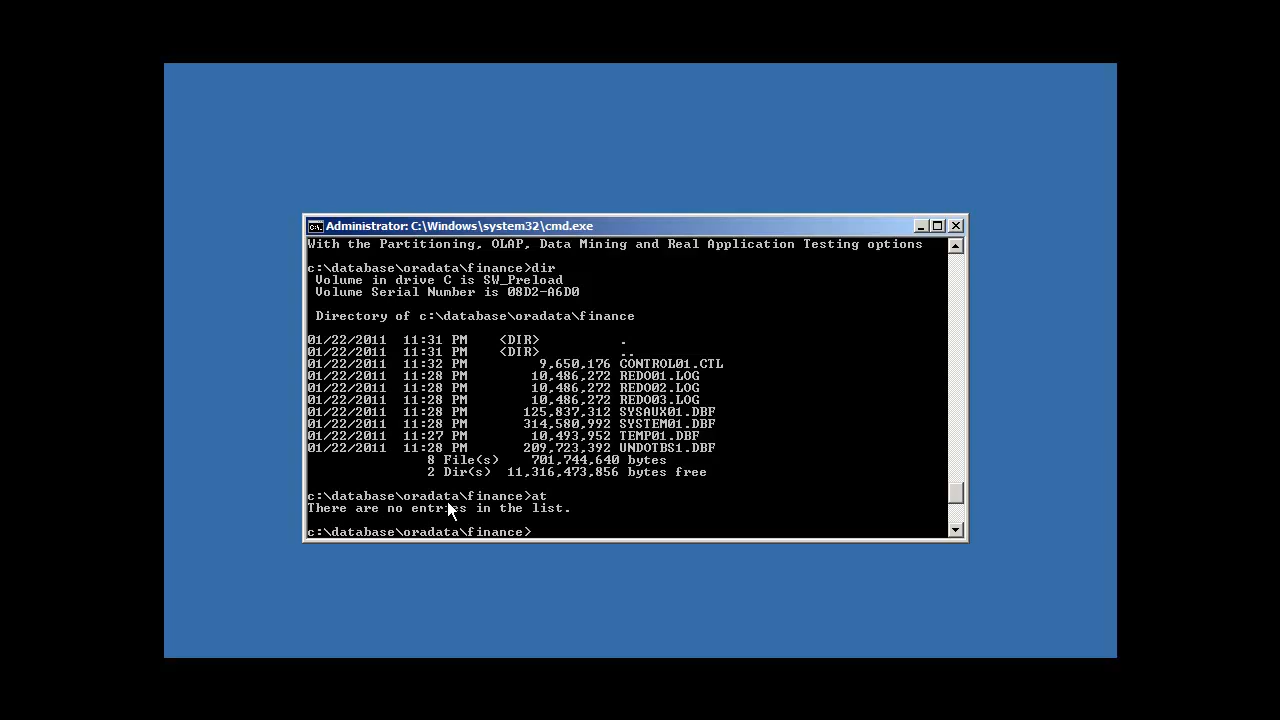 Administrator: C:\Windows\system32\cmd.exe
With the Partitioning, OLAP, Data Mining and Real Application Testing options
c:\database\oradata\finance>dir
Volume in drive C is SW_Preload
Volume Serial Number is 08D2-A6D0
Directory of c:\database\oradata\finance
01/22/2011 11:31 PM <DIR> .
01/22/2011 11:31 PM <DIR> ..
01/22/2011 11:32 PM 9,650,176 CONTROL01.CTL
01/22/2011 11:28 PM 10,486,272 REDO01.LOG
01/22/2011 11:28 PM 10,486,272 REDO02.LOG
01/22/2011 11:28 PM 10,486,272 REDO03.LOG
01/22/2011 11:28 PM 125,837,312 SYSAUX01.DBF
01/22/2011 11:28 PM 314,580,992 SYSTEM01.DBF
01/22/2011 11:27 PM 10,493,952 TEMP01.DBF
01/22/2011 11:28 PM 209,723,392 UNDOTBS1.DBF
8 File(s) 701,744,640 bytes
2 Dir(s) 11,316,473,856 bytes free
c:\database\oradata\finance>at
There are no entries in the list.
c:\database\oradata\finance>